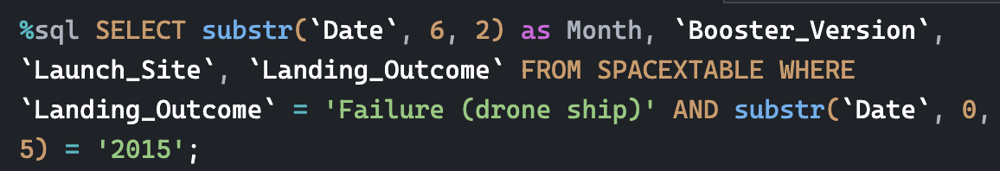 %sql SELECT substr(`Date`, 6, 2) as Month, `Booster_Version`,
`Launch_Site`, `Landing_Outcome` FROM SPACEXTABLE WHERE
`Landing_Outcome` = 'Failure (drone ship)' AND substr(`Date`, 0,
5) = '2015';